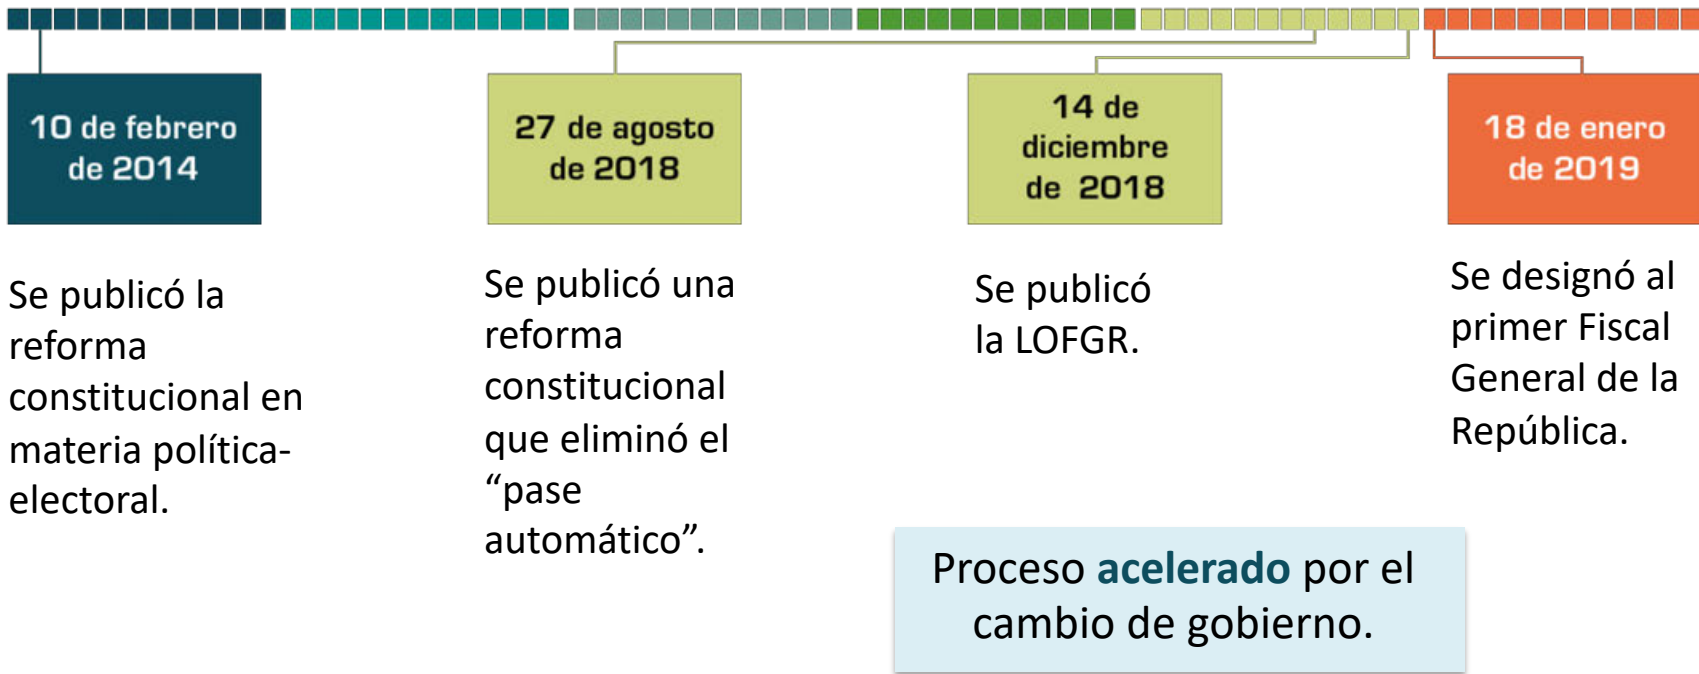 10 de febrero
de 2014
27 de agosto
de 2018
14 de
diciembre
de 2018
18 de enero
de 2019
Se publicó la
reforma
constitucional en
materia política-
electoral.
Se publicó una
reforma
constitucional
que eliminó el
“pase
automático”.
Se publicó
la LOFGR.
Se designó al
primer Fiscal
General de la
República.
Proceso acelerado por el
cambio de gobierno.